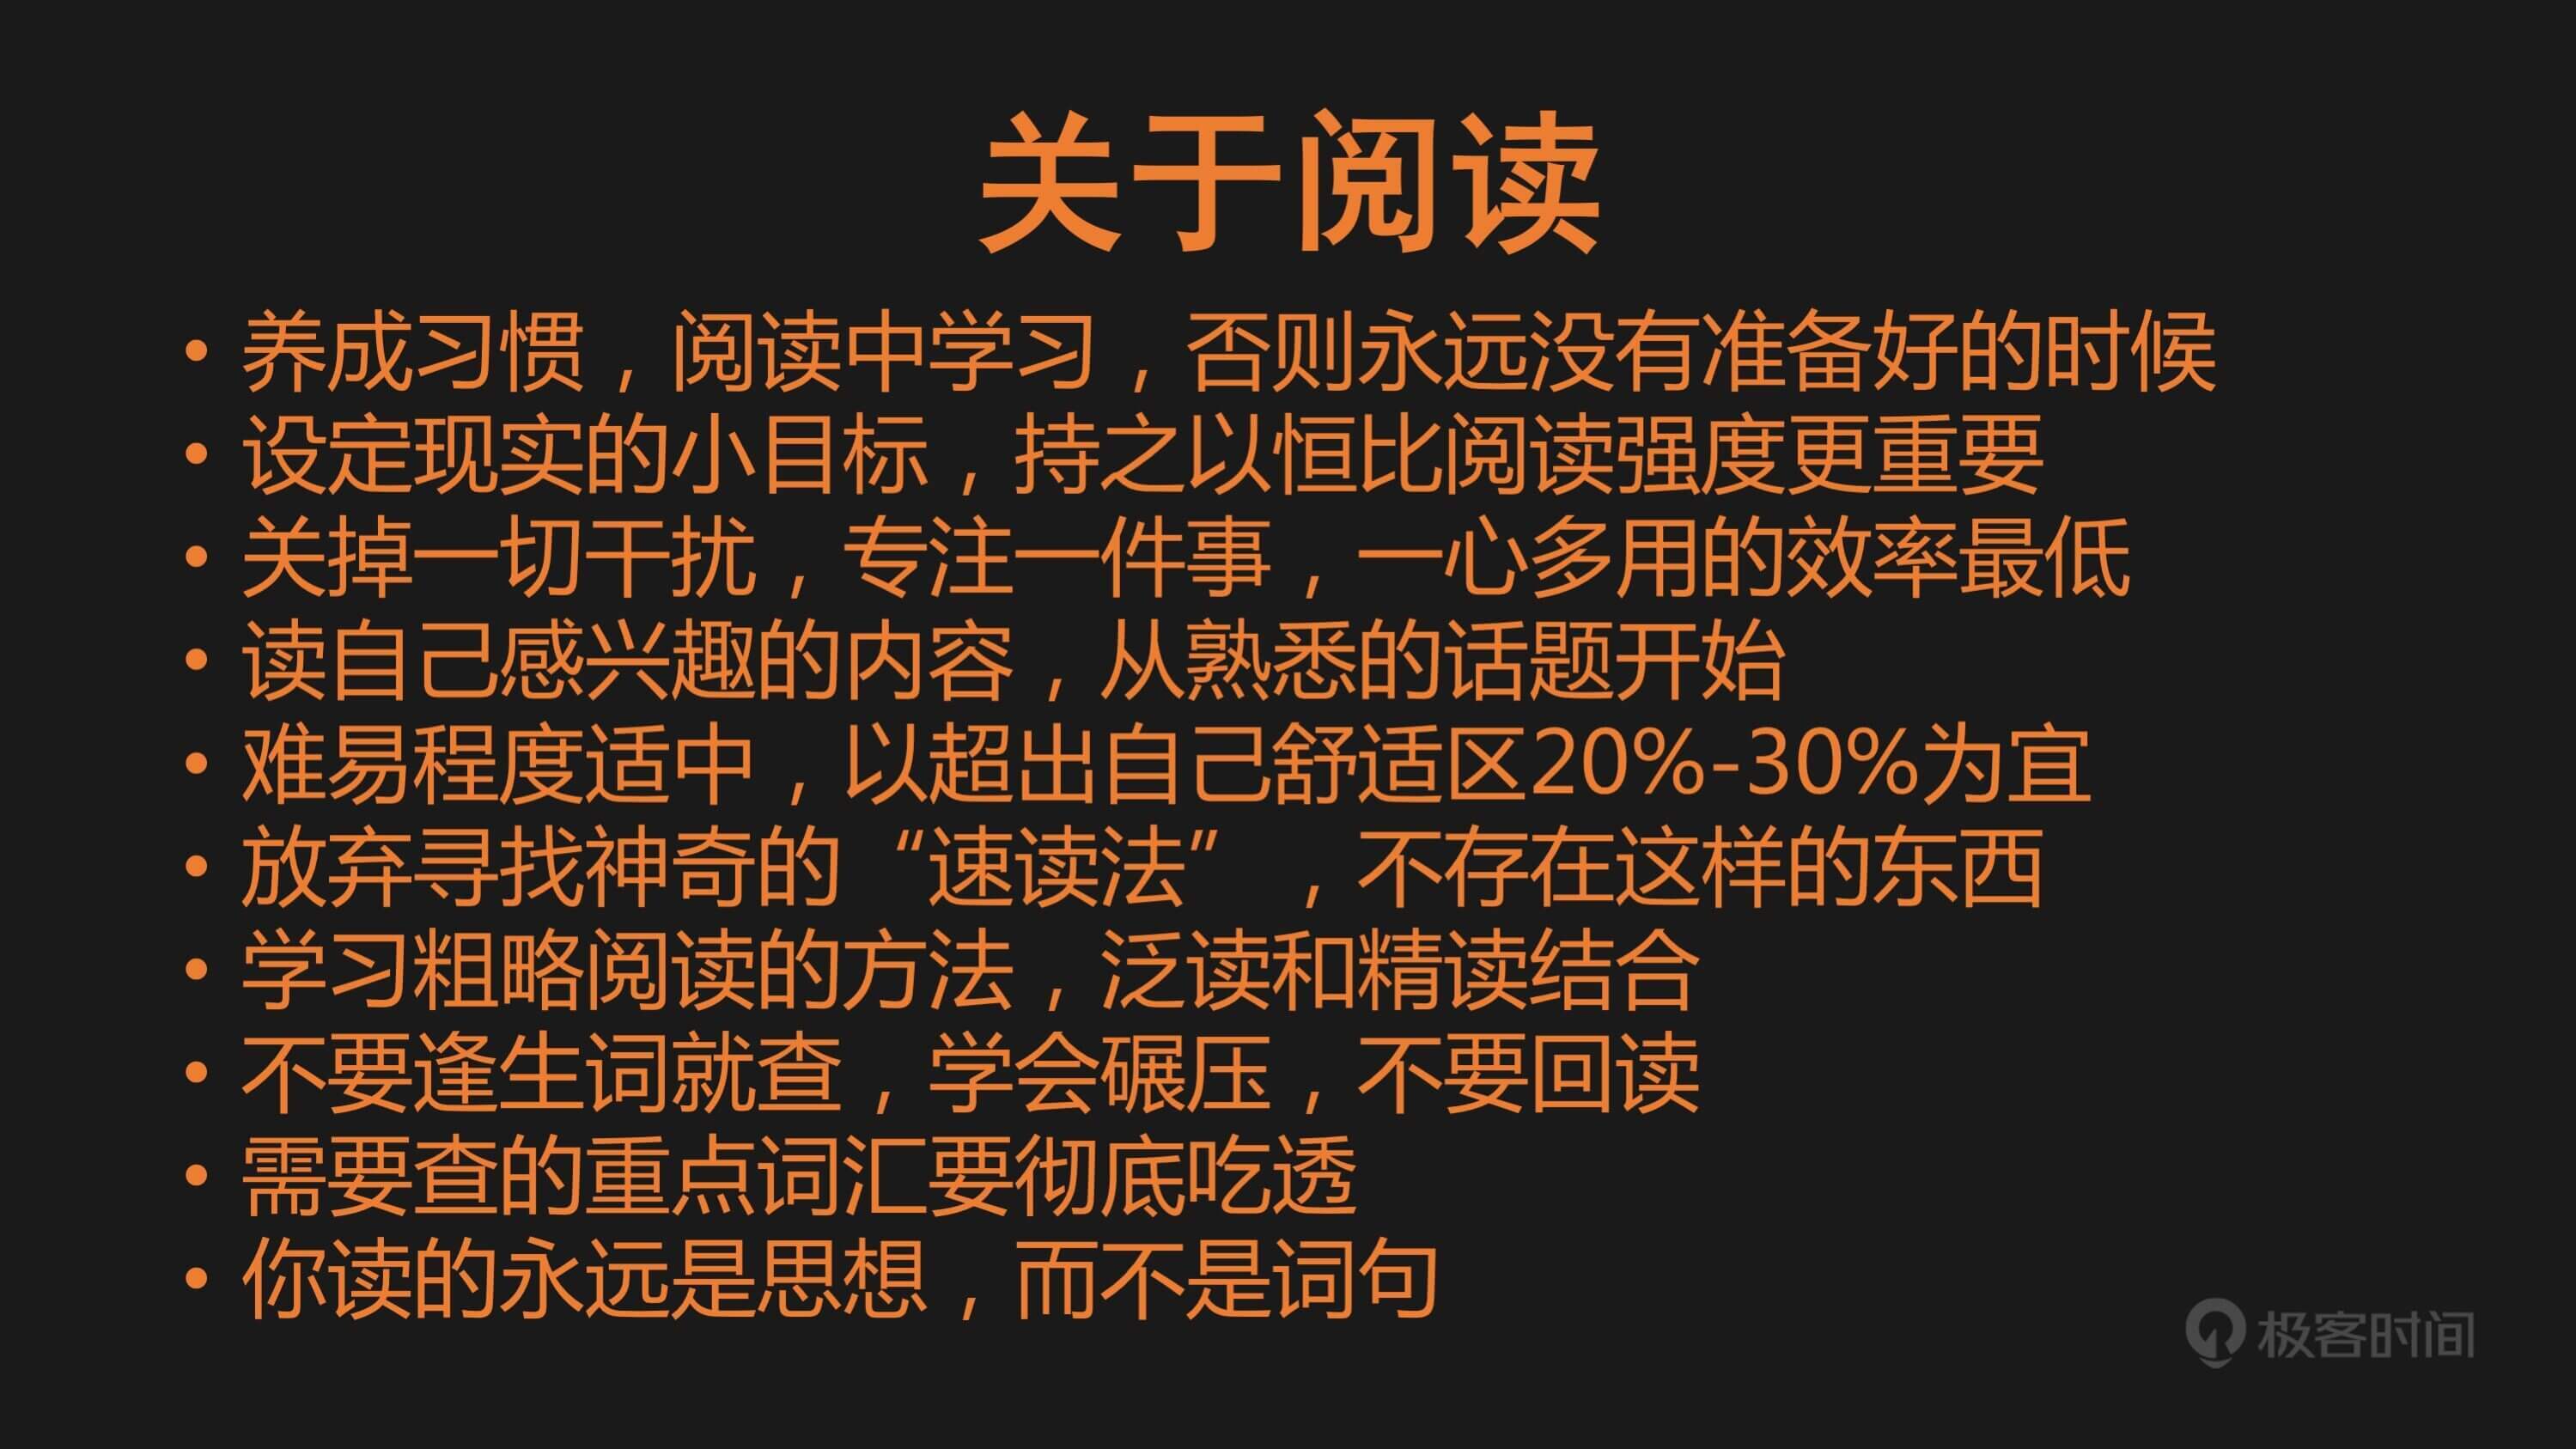 关于阅读
• 养成习惯，阅读中学习，否则永远没有准备好的时候
• 设定现实的小目标，持之以恒比阅读强度更重要
• 关掉一切干扰，专注一件事，一心多用的效率最低
• 读自己感兴趣的内容，从熟悉的话题开始
• 难易程度适中，以超出自己舒适区20%-30%为宜
• 放弃寻找神奇的“速读法”，不存在这样的东西
• 学习粗略阅读的方法，泛读和精读结合
• 不要逢生词就查，学会碾压，不要回读
• 需要查的重点词汇要彻底吃透
• 你读的永远是思想，而不是词句
极客时间